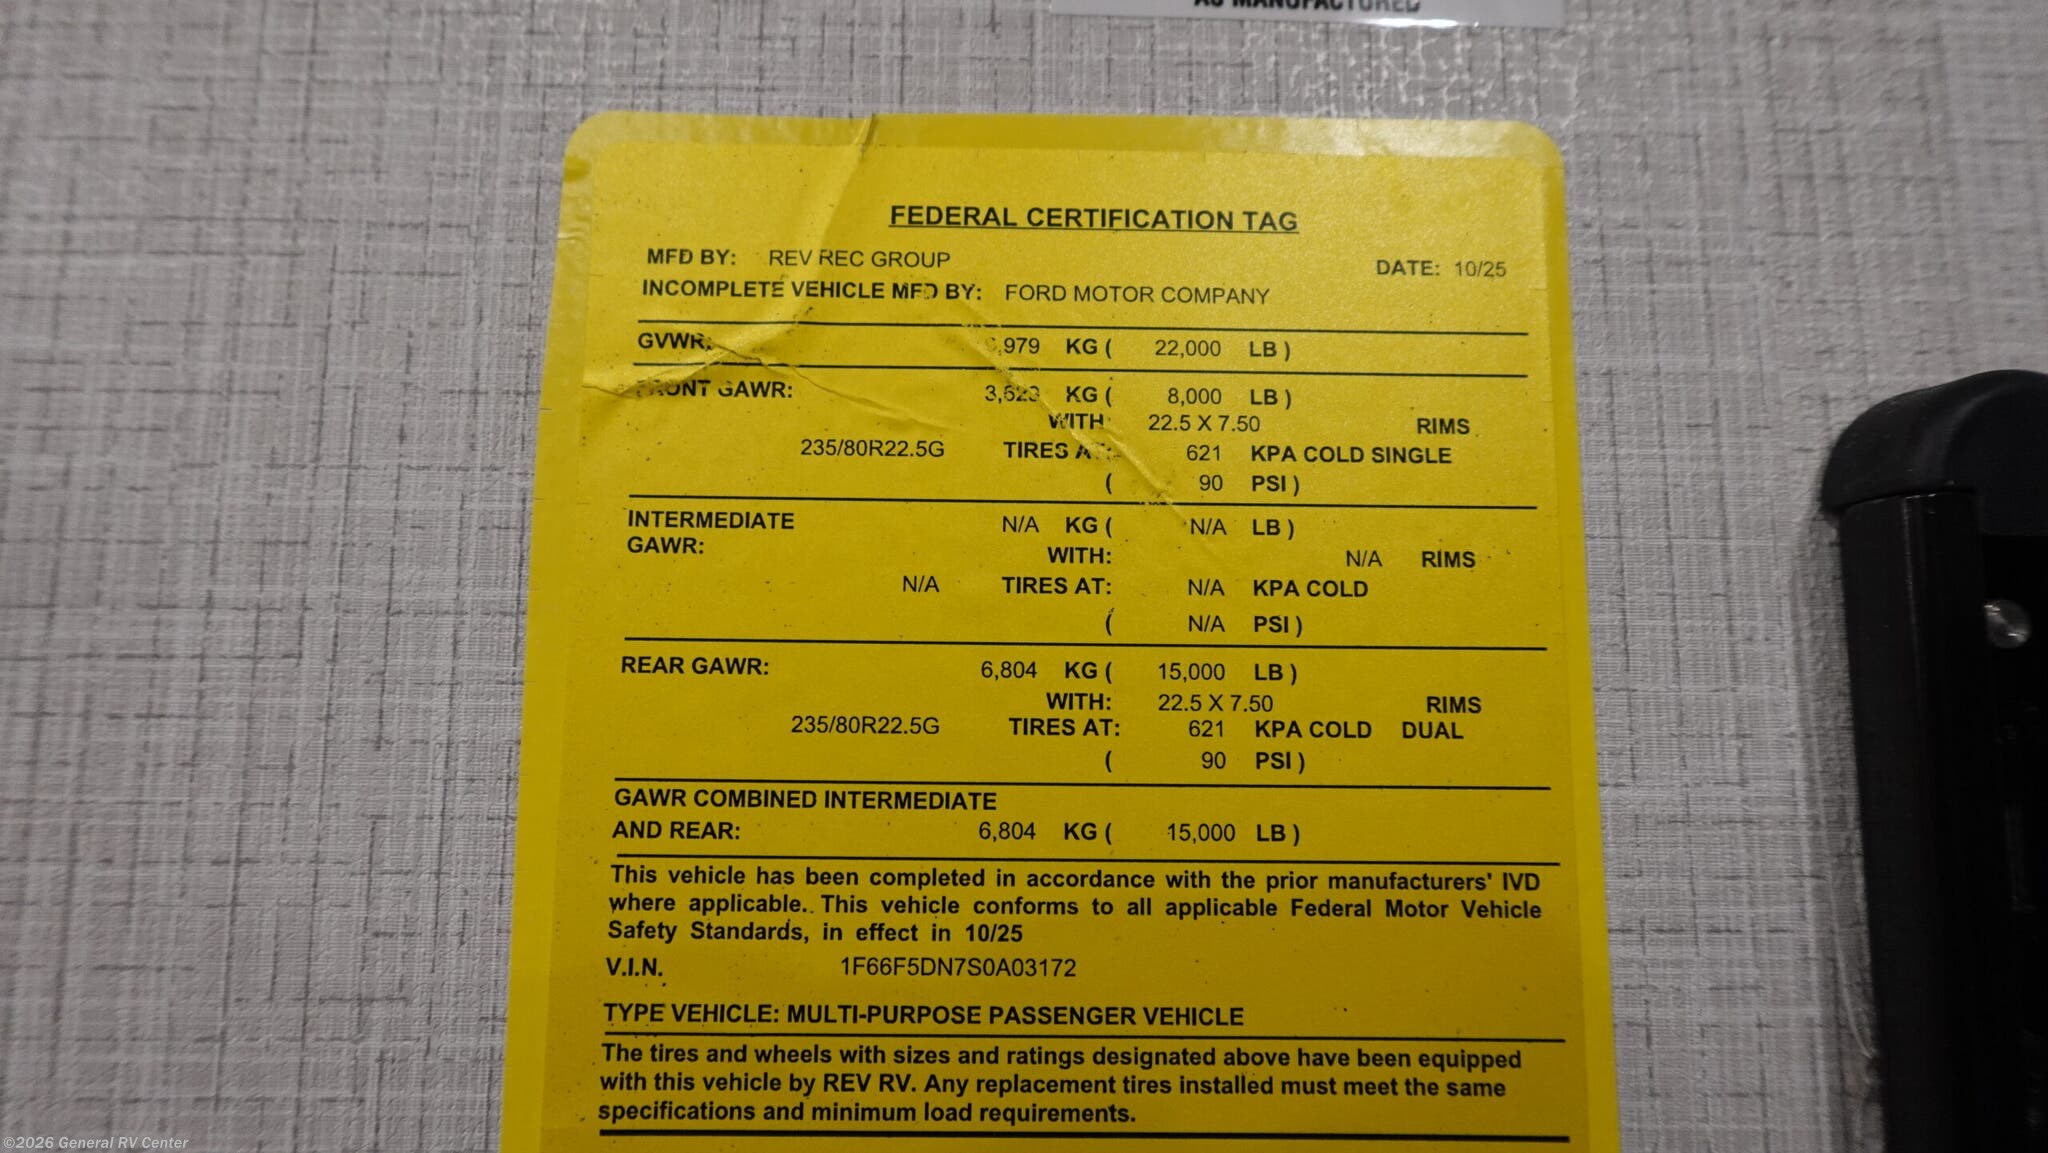 AS MANUFACTURED
FEDERAL CERTIFICATION TAG
MFD BY: REV REC GROUP
DATE: 10/25
INCOMPLETE VEHICLE MFD BY: FORD MOTOR COMPANY
GVWR: ,979 KG ( 22,000 LB )
FRONT GAWR: KG ( 8,000 LB )
WITH: 22.5 X 7.50 RIMS
235/80R22.5G TIRES AT: 621 KPA COLD SINGLE
( 90 PSI )
INTERMEDIATE N/A KG ( N/A LB )
GAWR:
WITH: N/A RIMS
N/A TIRES AT: N/A KPA COLD
( N/A PSI )
REAR GAWR: 6,804 KG ( 15,000 LB )
WITH: 22.5 X 7.50 RIMS
235/80R22.5G TIRES AT: 621 KPA COLD DUAL
( 90 PSI )
GAWR COMBINED INTERMEDIATE
AND REAR: 6,804 KG ( 15,000 LB )
This vehicle has been completed in accordance with the prior manufacturers' IVD
where applicable. This vehicle conforms to all applicable Federal Motor Vehicle
Safety Standards, in effect in 10/25
V.I.N. 1F66F5DN7S0A03172
TYPE VEHICLE: MULTI-PURPOSE PASSENGER VEHICLE
The tires and wheels with sizes and ratings designated above have been equipped
with this vehicle by REV RV. Any replacement tires installed must meet the same
specifications and minimum load requirements.
©2026 General RV Center